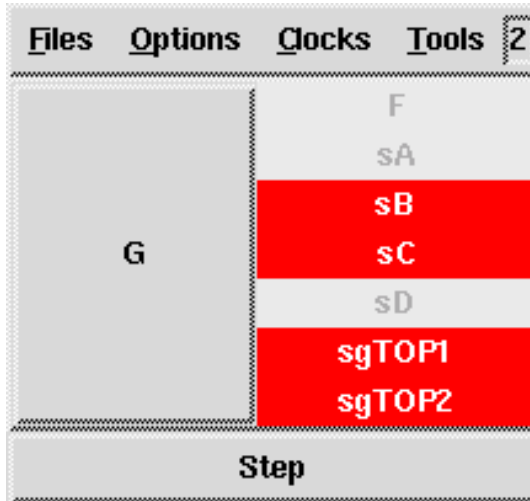 Files Options Clocks Tools 2
F
sA
sB
sC
G
sD
sgTOP1
sgTOP2
Step